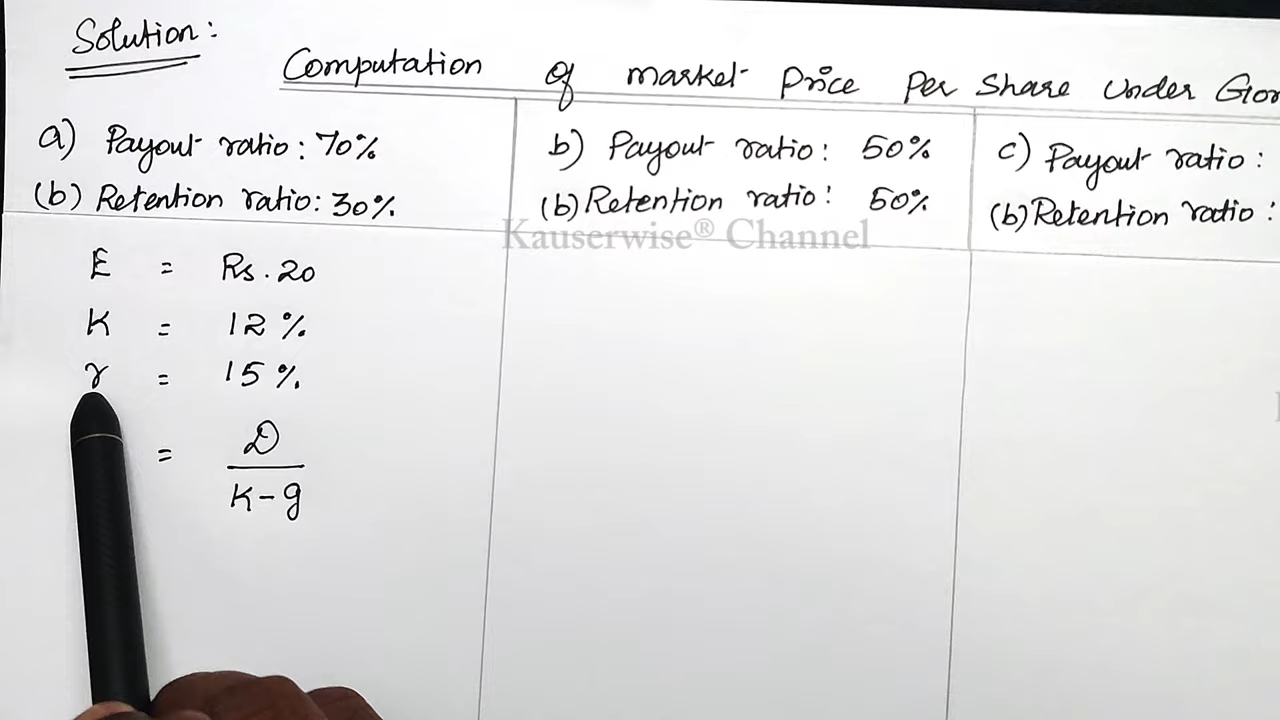 Solution:
Computation of market Price Per Share Under Gor
a) Payout ratio: 70%
(b) Retention ratio: 30%
b) Payout ratio: 50%
(b) Retention ratio: 50%
c) Payout ratio:
(b) Retention ratio:
Kauserwise® Channel
E = Rs. 20
K = 12%
r = 15%
= D
K-g